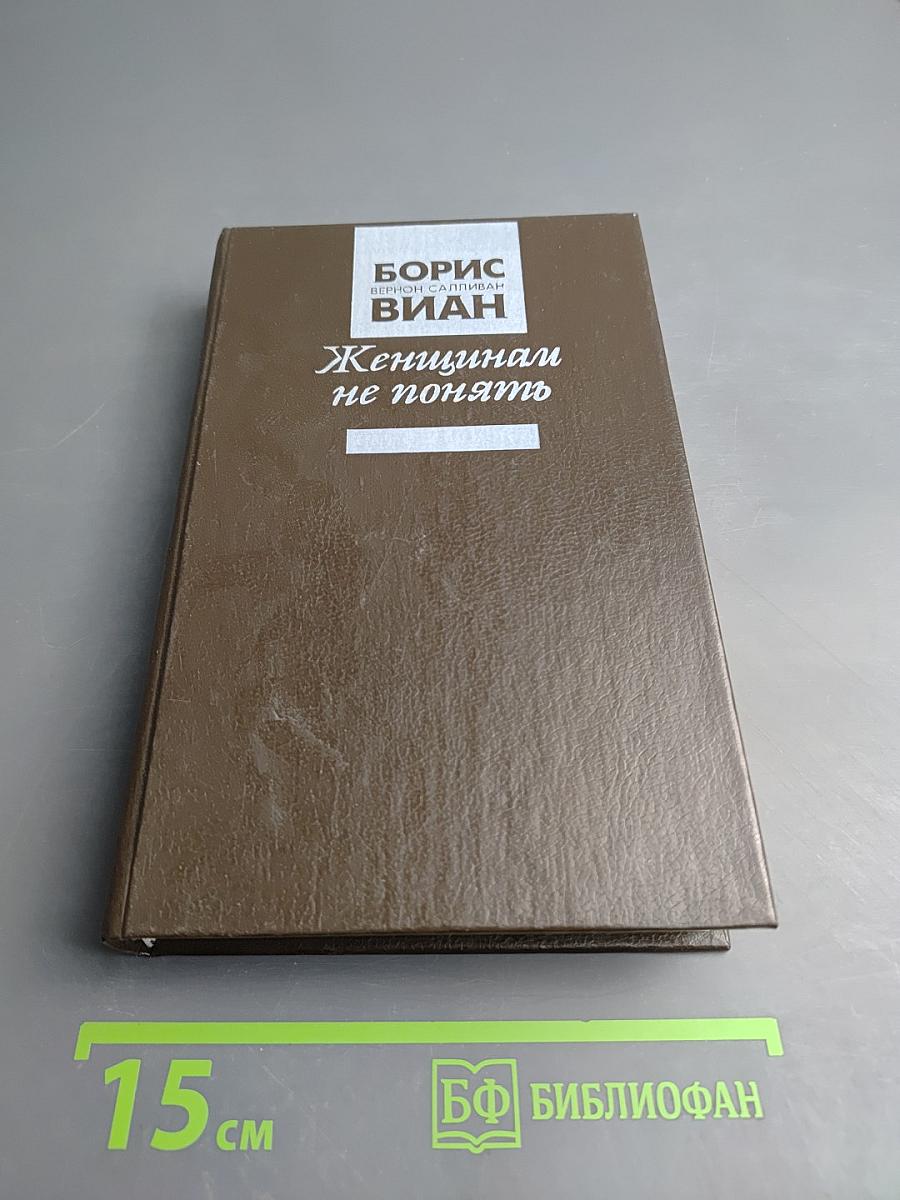 БОРИС
ВЕРНОН САЛЛИВАН
ВИАН
Женщинам
не понять
15 см
БФ БИБЛИОФАН